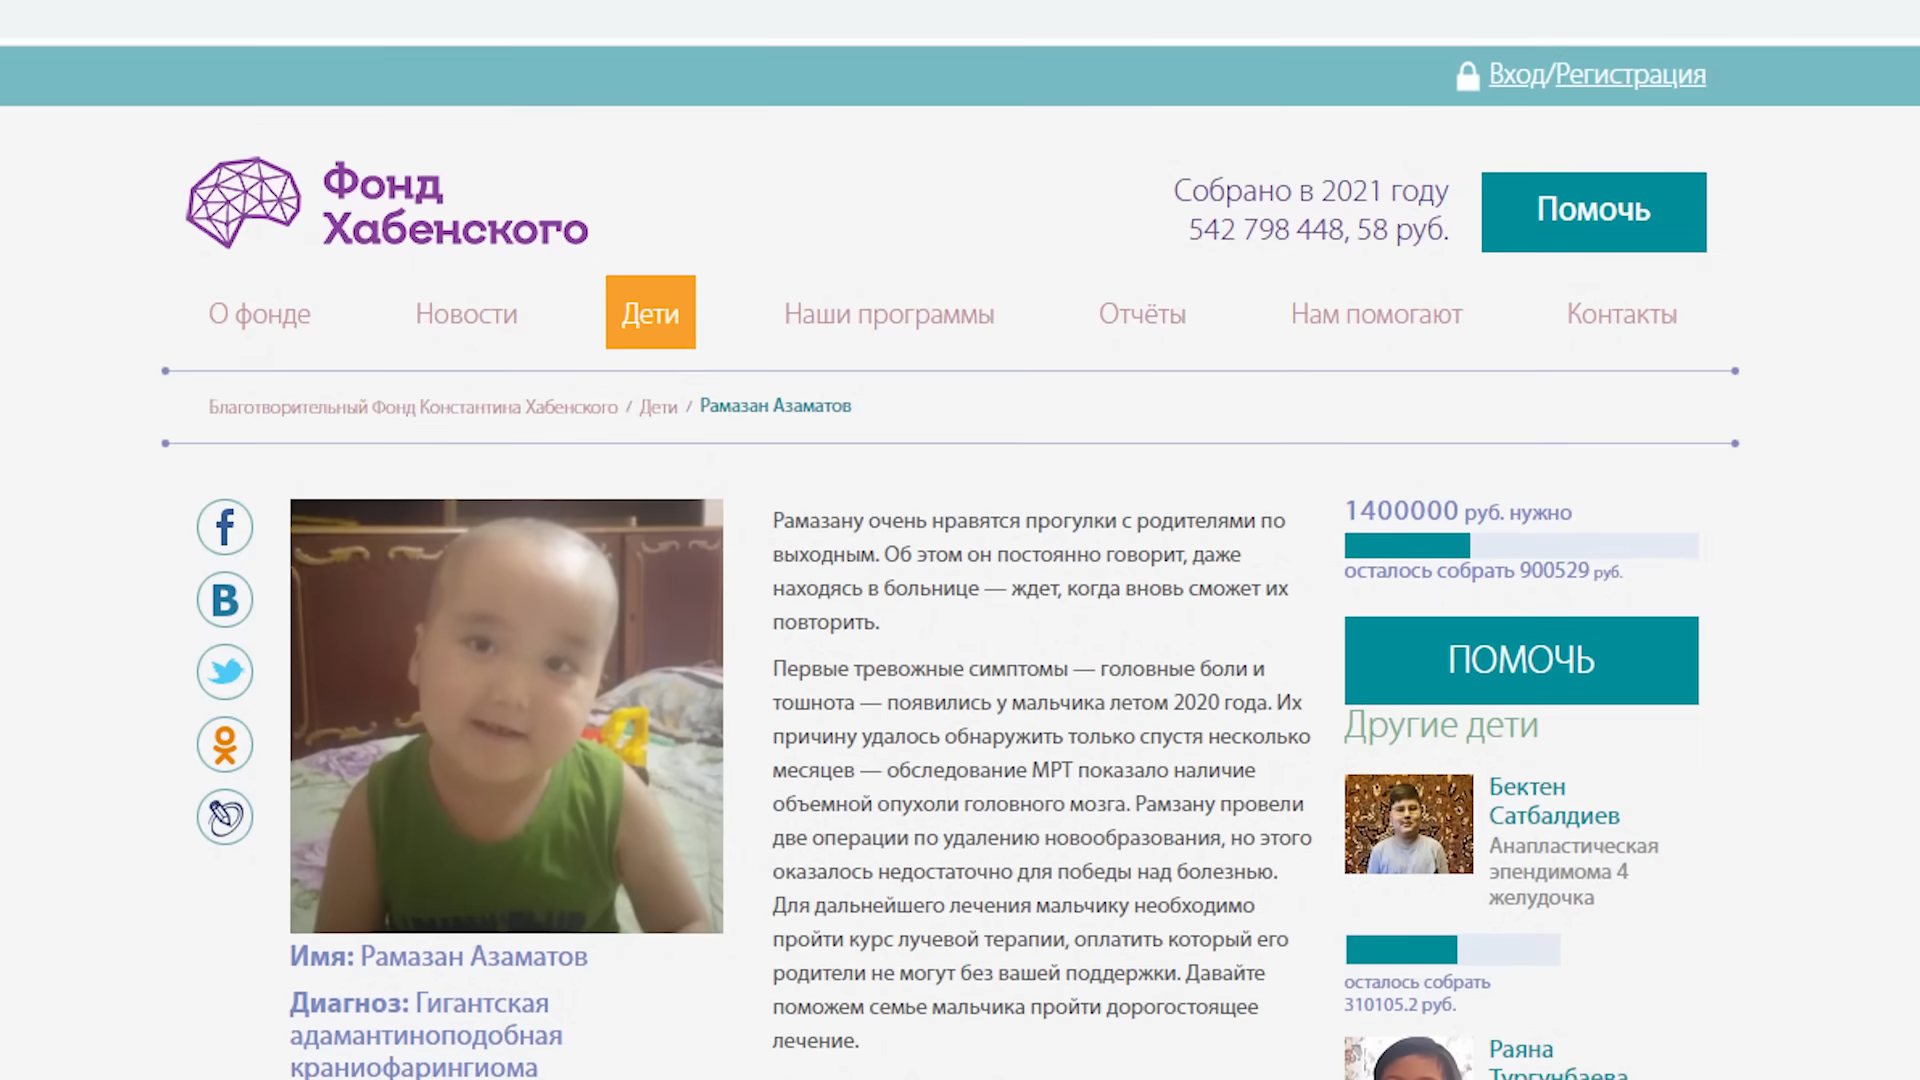 Вход/Регистрация
Фонд
Хабенского
Собрано в 2021 году
542 798 448, 58 руб.
Помочь
О фонде
Новости
Дети
Наши программы
Отчёты
Нам помогают
Контакты
Благотворительный Фонд Константина Хабенского / Дети / Рамазан Азаматов
Имя: Рамазан Азаматов
Диагноз: Гигантская
адамантиноподобная
краниофарингиома
Рамазану очень нравятся прогулки с родителями по
выходным. Об этом он постоянно говорит, даже
находясь в больнице — ждет, когда вновь сможет их
повторить.
Первые тревожные симптомы — головные боли и
тошнота — появились у мальчика летом 2020 года. Их
причину удалось обнаружить только спустя несколько
месяцев — обследование МРТ показало наличие
объемной опухоли головного мозга. Рамзану провели
две операции по удалению новообразования, но этого
оказалось недостаточно для победы над болезнью.
Для дальнейшего лечения мальчику необходимо
пройти курс лучевой терапии, оплатить который его
родители не могут без вашей поддержки. Давайте
поможем семье мальчика пройти дорогостоящее
лечение.
1400000 руб. нужно
осталось собрать 900529 руб.
ПОМОЧЬ
Другие дети
Бектен
Сатбалдиев
Анапластическая
эпендимома 4
желудочка
осталось собрать
310105.2 руб.
Раяна
Тургунбаева